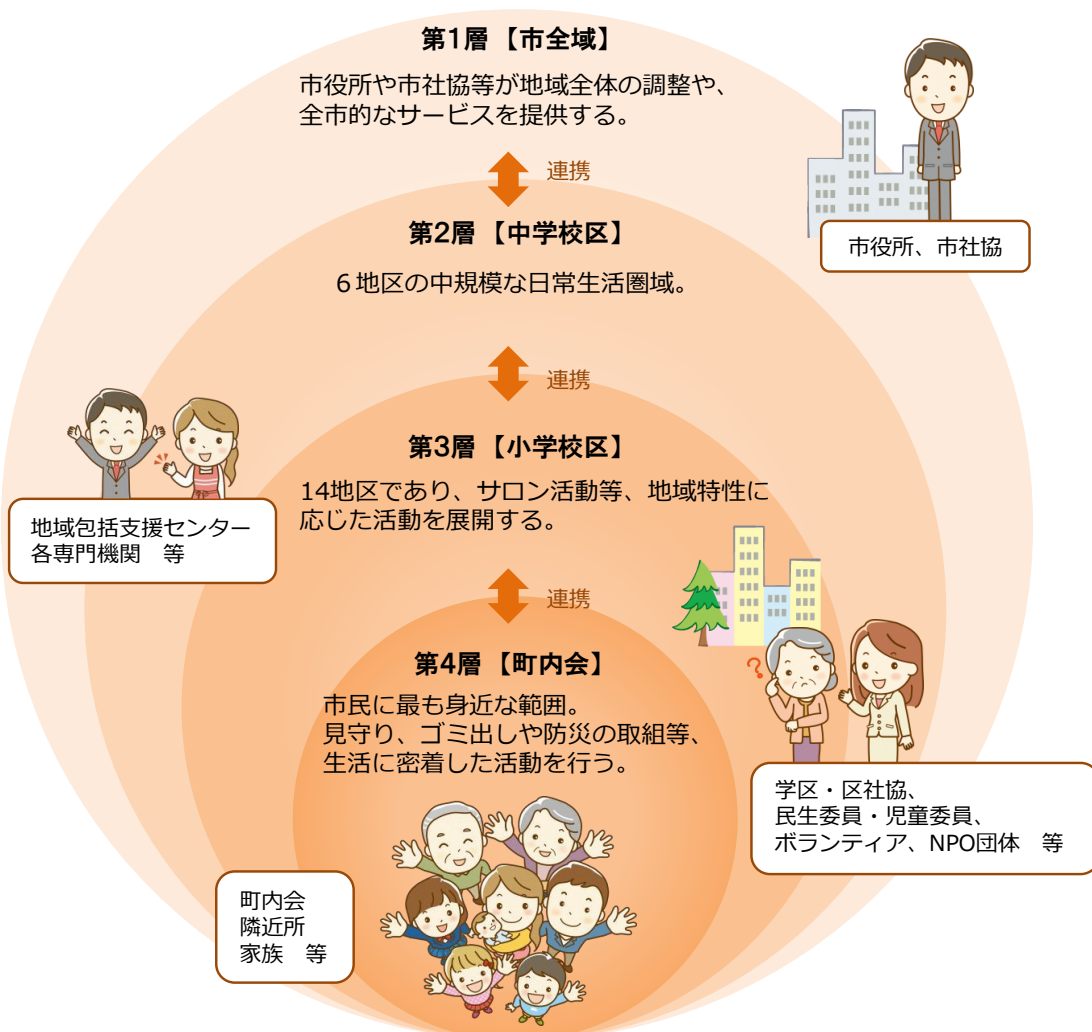 第1層【市全域】
市役所や市社協等が地域全体の調整や、
全市的なサービスを提供する。
連携
市役所、市社協
第2層【中学校区】
6地区の中規模な日常生活圏域。
連携
地域包括支援センター
各専門機関　等
第3層【小学校区】
14地区であり、サロン活動等、地域特性に
応じた活動を展開する。
連携
?
第4層【町内会】
市民に最も身近な範囲。
見守り、ゴミ出しや防災の取組等、
生活に密着した活動を行う。
学区・区社協、
民生委員・児童委員、
ボランティア、NPO団体　等
町内会
隣近所
家族　等